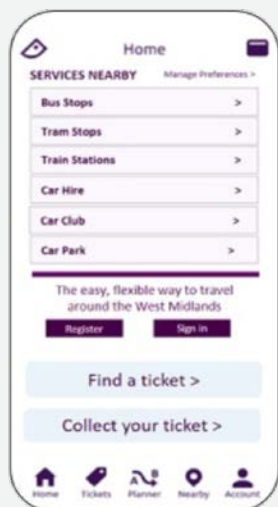 Home
SERVICES NEARBY Manage Preferences >
Bus Stops >
Tram Stops >
Train Stations >
Car Hire >
Car Club >
Car Park >
The easy, flexible way to travel
around the West Midlands
Register Sign in
Find a ticket >
Collect your ticket >
A B
Home Tickets Planner Nearby Account